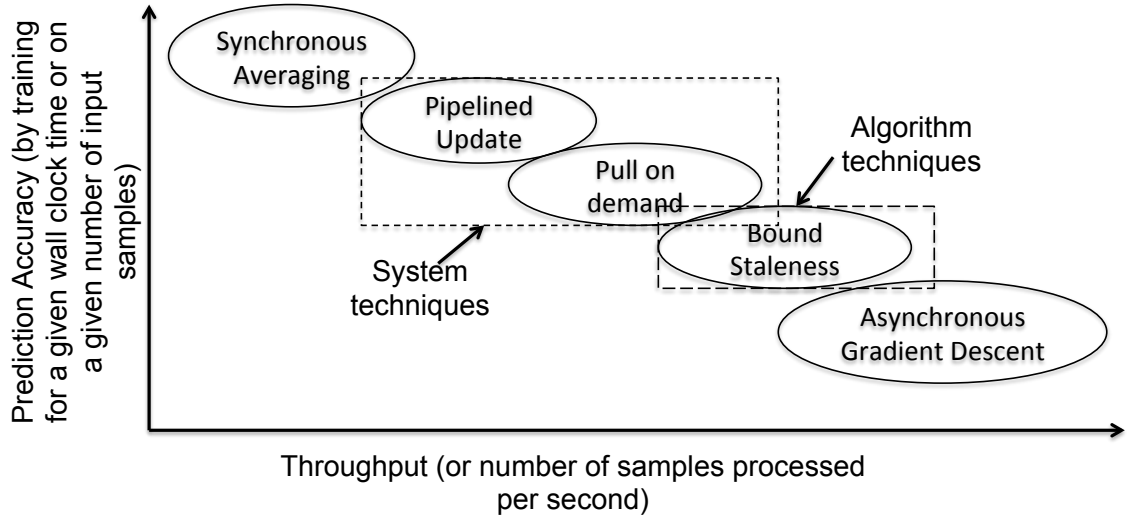 Prediction Accuracy (by training
for a given wall clock time or on
a given number of input
samples)
Synchronous
Averaging
Pipelined
Update
Pull on
demand
Algorithm
techniques
Bound
Staleness
System
techniques
Asynchronous
Gradient Descent
Throughput (or number of samples processed
per second)